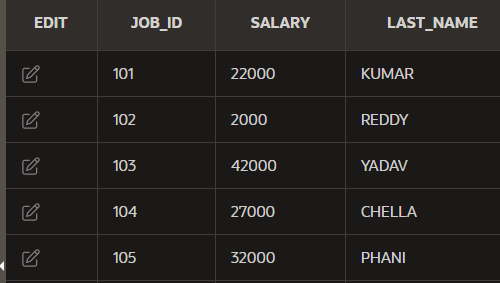 EDIT JOB_ID SALARY LAST_NAME
101 22000 KUMAR
102 2000 REDDY
103 42000 YADAV
104 27000 CHELLA
105 32000 PHANI